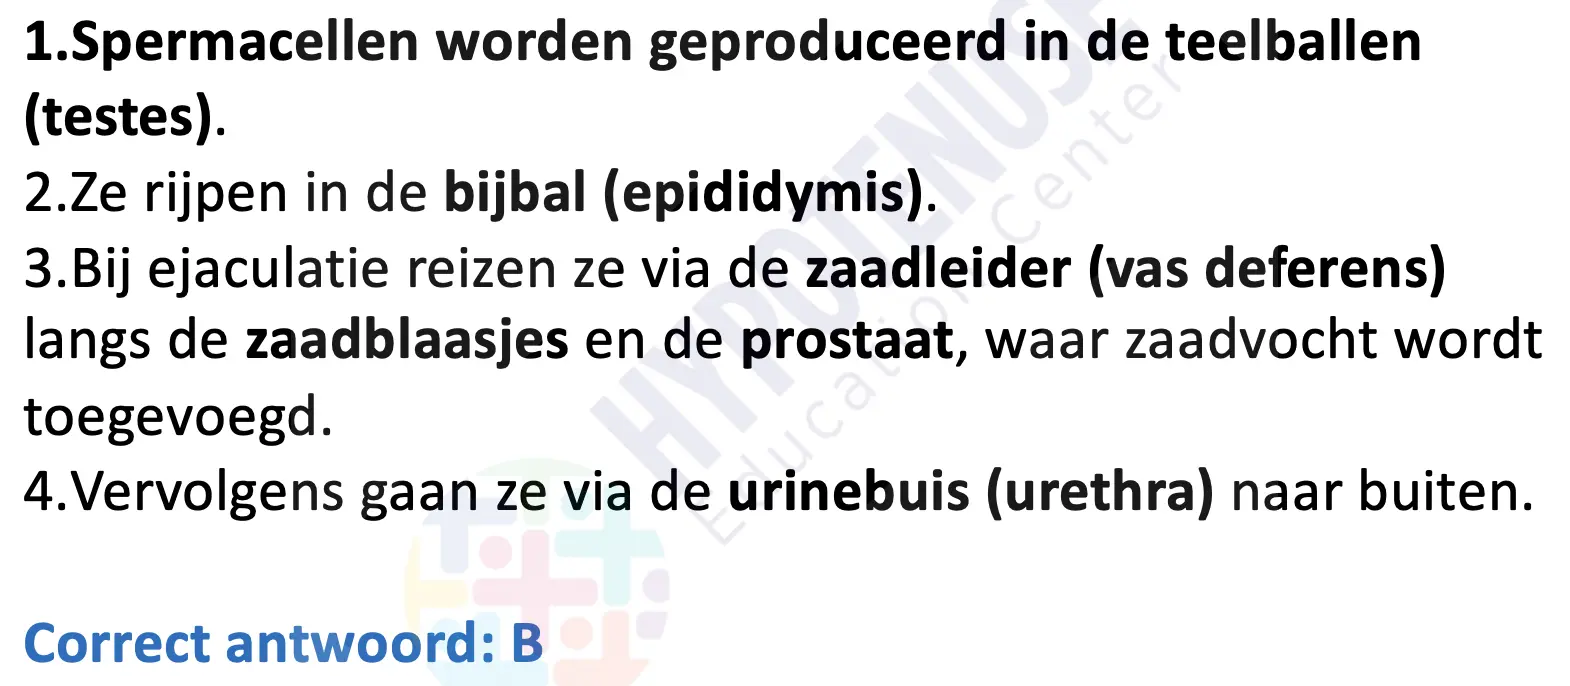 1.Spermacellen worden geproduceerd in de teelballen
(testes).
2.Ze rijpen in de bijbal (epididymis).
3.Bij ejaculatie reizen ze via de zaadleider (vas deferens)
langs de zaadblaasjes en de prostaat, waar zaadvocht wordt
toegevoegd.
4.Vervolgens gaan ze via de urinebuis (urethra) naar buiten.
Correct antwoord: B
HYPOTENUSE
Education Center